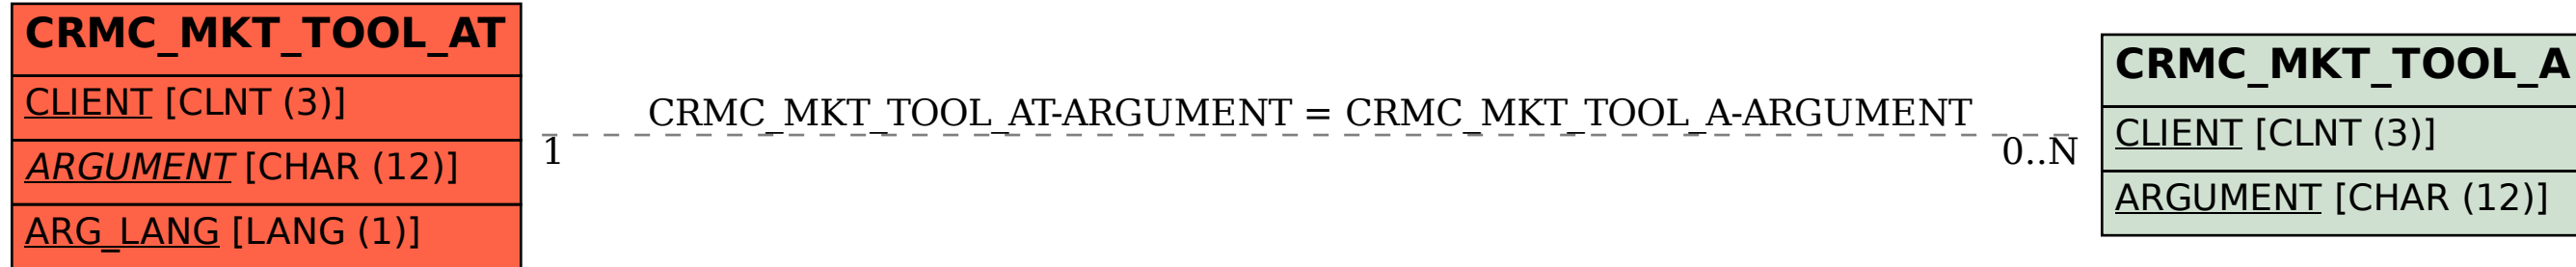 CRMC_MKT_TOOL_AT
CLIENT [CLNT (3)]
ARGUMENT [CHAR (12)]
ARG_LANG [LANG (1)]
CRMC_MKT_TOOL_AT-ARGUMENT = CRMC_MKT_TOOL_A-ARGUMENT
1
0..N
CRMC_MKT_TOOL_A
CLIENT [CLNT (3)]
ARGUMENT [CHAR (12)]